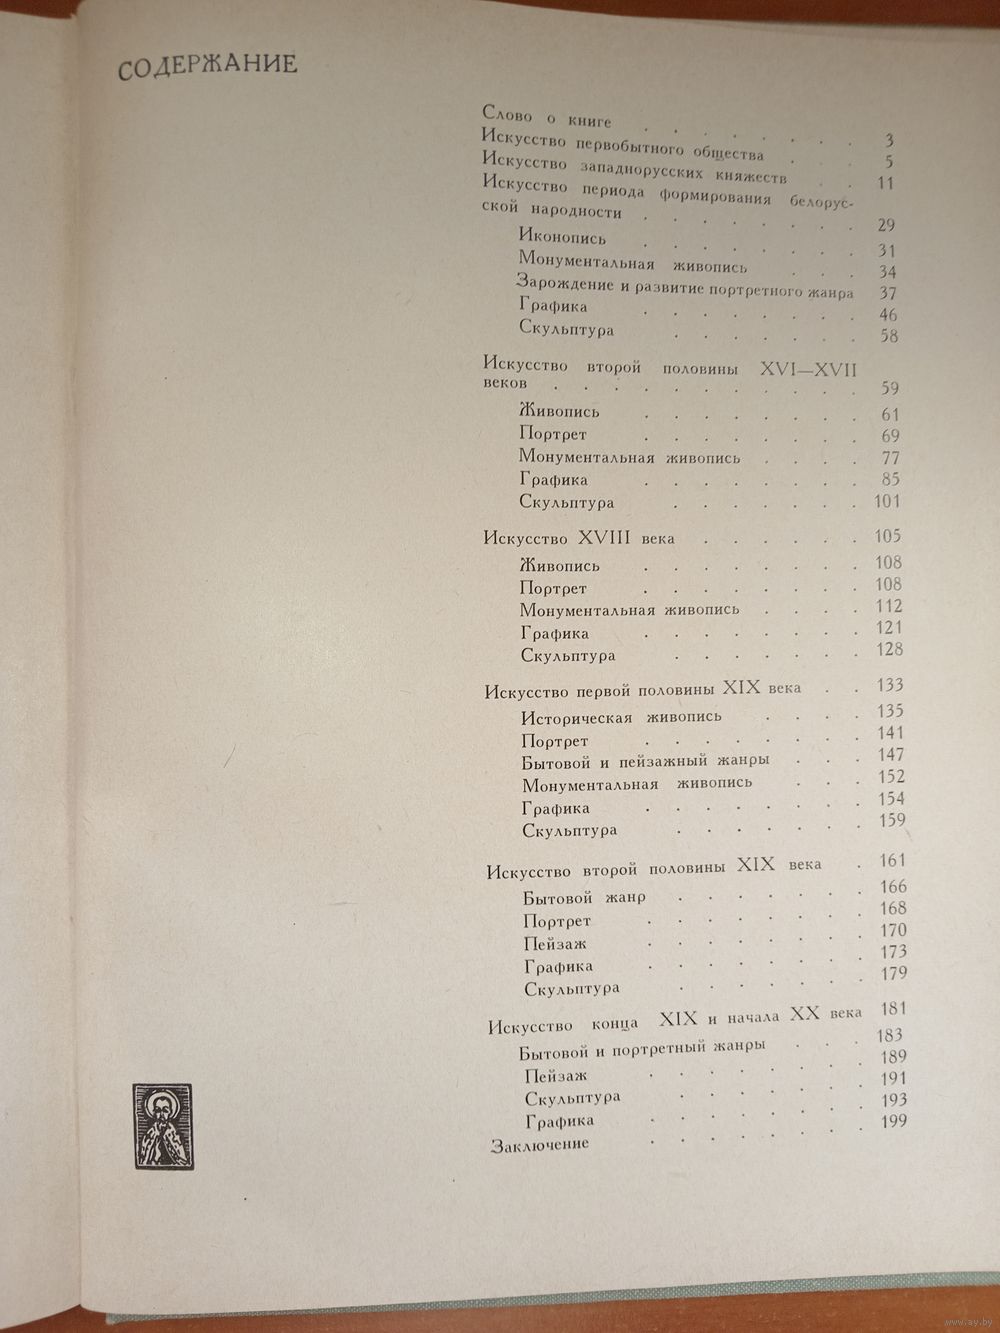 СОДЕРЖАНИЕ
Слово о книге . . . . . . . . 3
Искусство первобытного общества . . 5
Искусство западнорусских княжеств . . 11
Искусство периода формирования белорус-
ской народности . . . . . . . . 29
Иконопись . . . . . . . . 31
Монументальная живопись . . . 34
Зарождение и развитие портретного жанра 37
Графика . . . . . . . . 46
Скульптура . . . . . . . 58
Искусство второй половины XVI—XVII
веков . . . . . . . . . . . 59
Живопись . . . . . . . . 61
Портрет . . . . . . . . 69
Монументальная живопись . . . . 77
Графика . . . . . . . . 85
Скульптура . . . . . . . 101
Искусство XVIII века . . . . . . 105
Живопись . . . . . . . . 108
Портрет . . . . . . . . 108
Монументальная живопись . . . . 112
Графика . . . . . . . . 121
Скульптура . . . . . . . 128
Искусство первой половины XIX века . . 133
Историческая живопись . . . . 135
Портрет . . . . . . . . 141
Бытовой и пейзажный жанры . . . 147
Монументальная живопись . . . 152
Графика . . . . . . . . 154
Скульптура . . . . . . . 159
Искусство второй половины XIX века . 161
Бытовой жанр . . . . . . . 166
Портрет . . . . . . . . 168
Пейзаж . . . . . . . . 170
Графика . . . . . . . . 173
Скульптура . . . . . . . 179
Искусство конца XIX и начала XX века 181
Бытовой и портретный жанры . . . 183
Пейзаж . . . . . . . . 189
Скульптура . . . . . . . 191
Графика . . . . . . . . 193
Заключение . . . . . . . . 199
www.ay.by